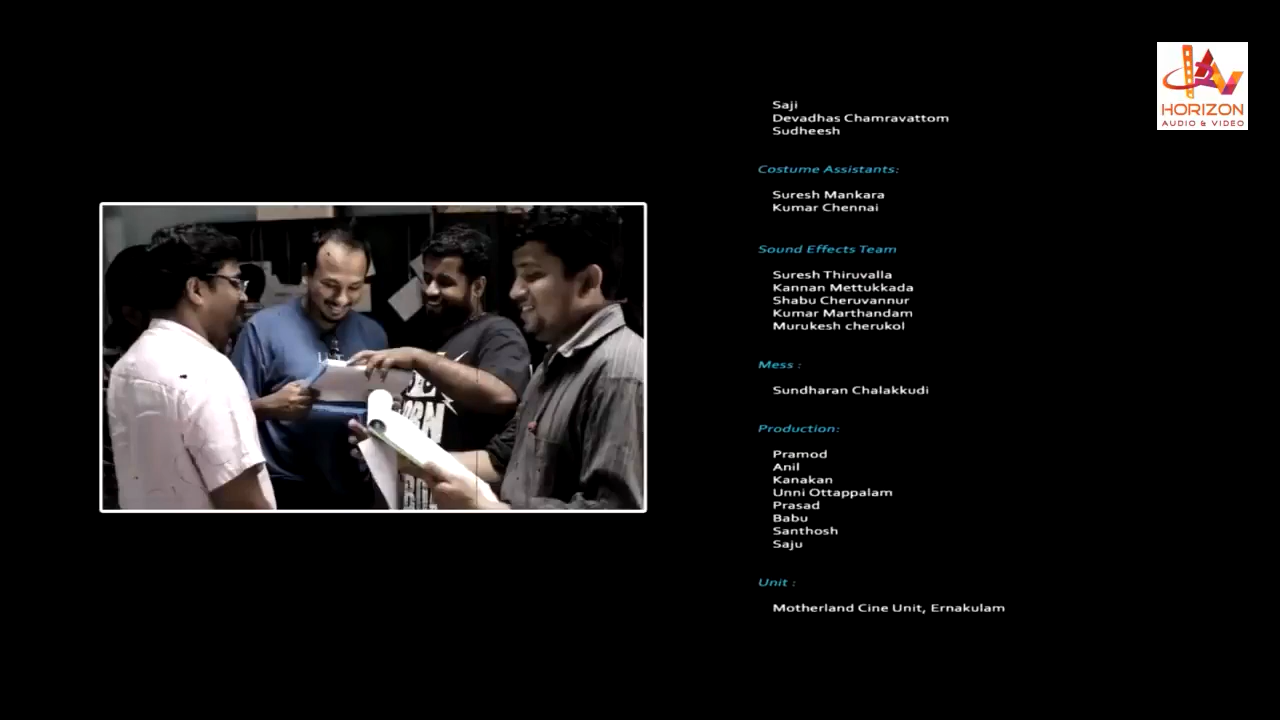 HORIZON
AUDIO & VIDEO
Saji
Devadhas Chamravattom
Sudheesh
Costume Assistants:
Suresh Mankara
Kumar Chennai
Sound Effects Team
Suresh Thiruvalla
Kannan Mettukkada
Shabu Cheruvannur
Kumar Marthandam
Murukesh cherukol
Mess :
Sundharan Chalakkudi
Production:
Pramod
Anil
Kanakan
Unni Ottappalam
Prasad
Babu
Santhosh
Saju
Unit :
Motherland Cine Unit, Ernakulam